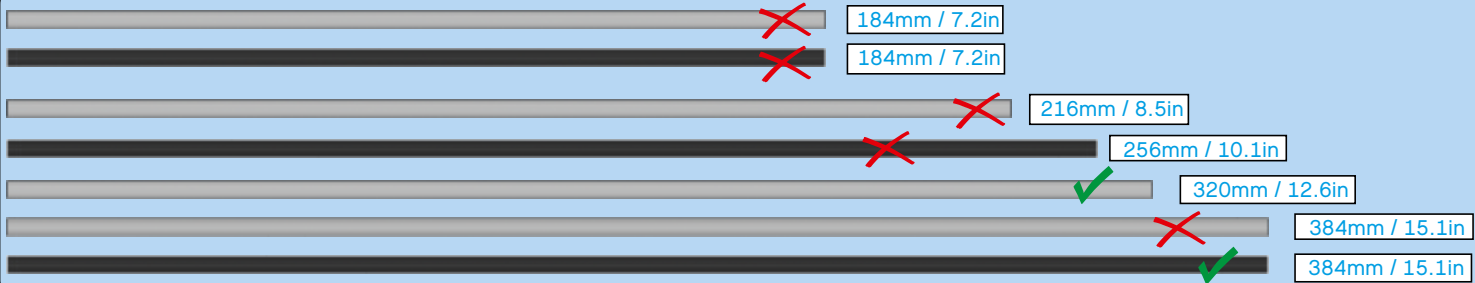 184mm / 7.2in
184mm / 7.2in
216mm / 8.5in
256mm / 10.1in
320mm / 12.6in
384mm / 15.1in
384mm / 15.1in